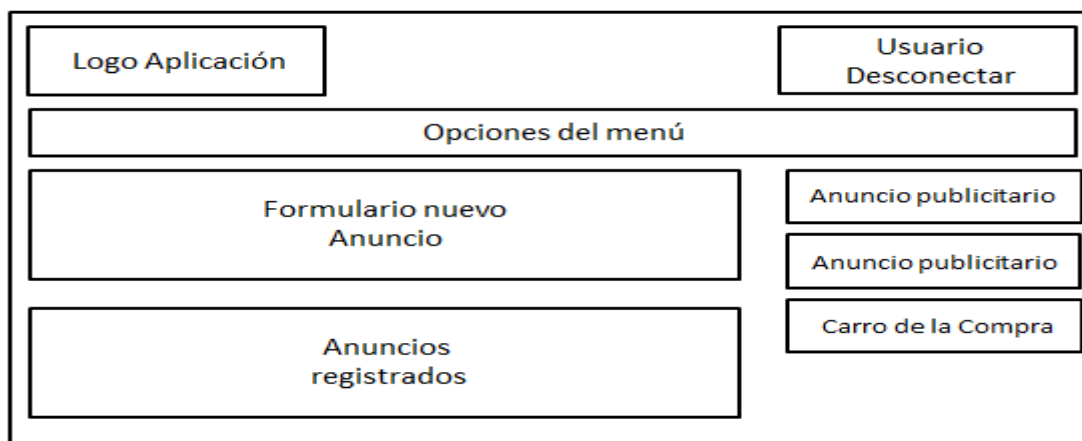 Logo Aplicación
Usuario
Desconectar
Opciones del menú
Formulario nuevo
Anuncio
Anuncio publicitario
Anuncio publicitario
Carro de la Compra
Anuncios
registrados